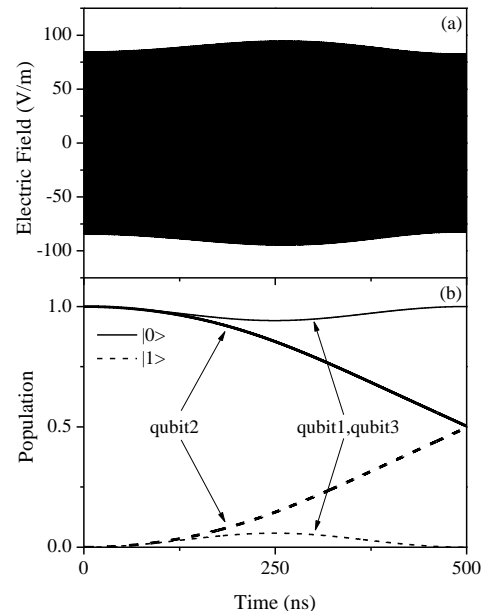 (a)
Electric Field (V/m)
100
50
0
-50
-100
(b)
Population
1.0
0.5
0.0
|0>
|1>
qubit2
qubit1,qubit3
0
250
500
Time (ns)